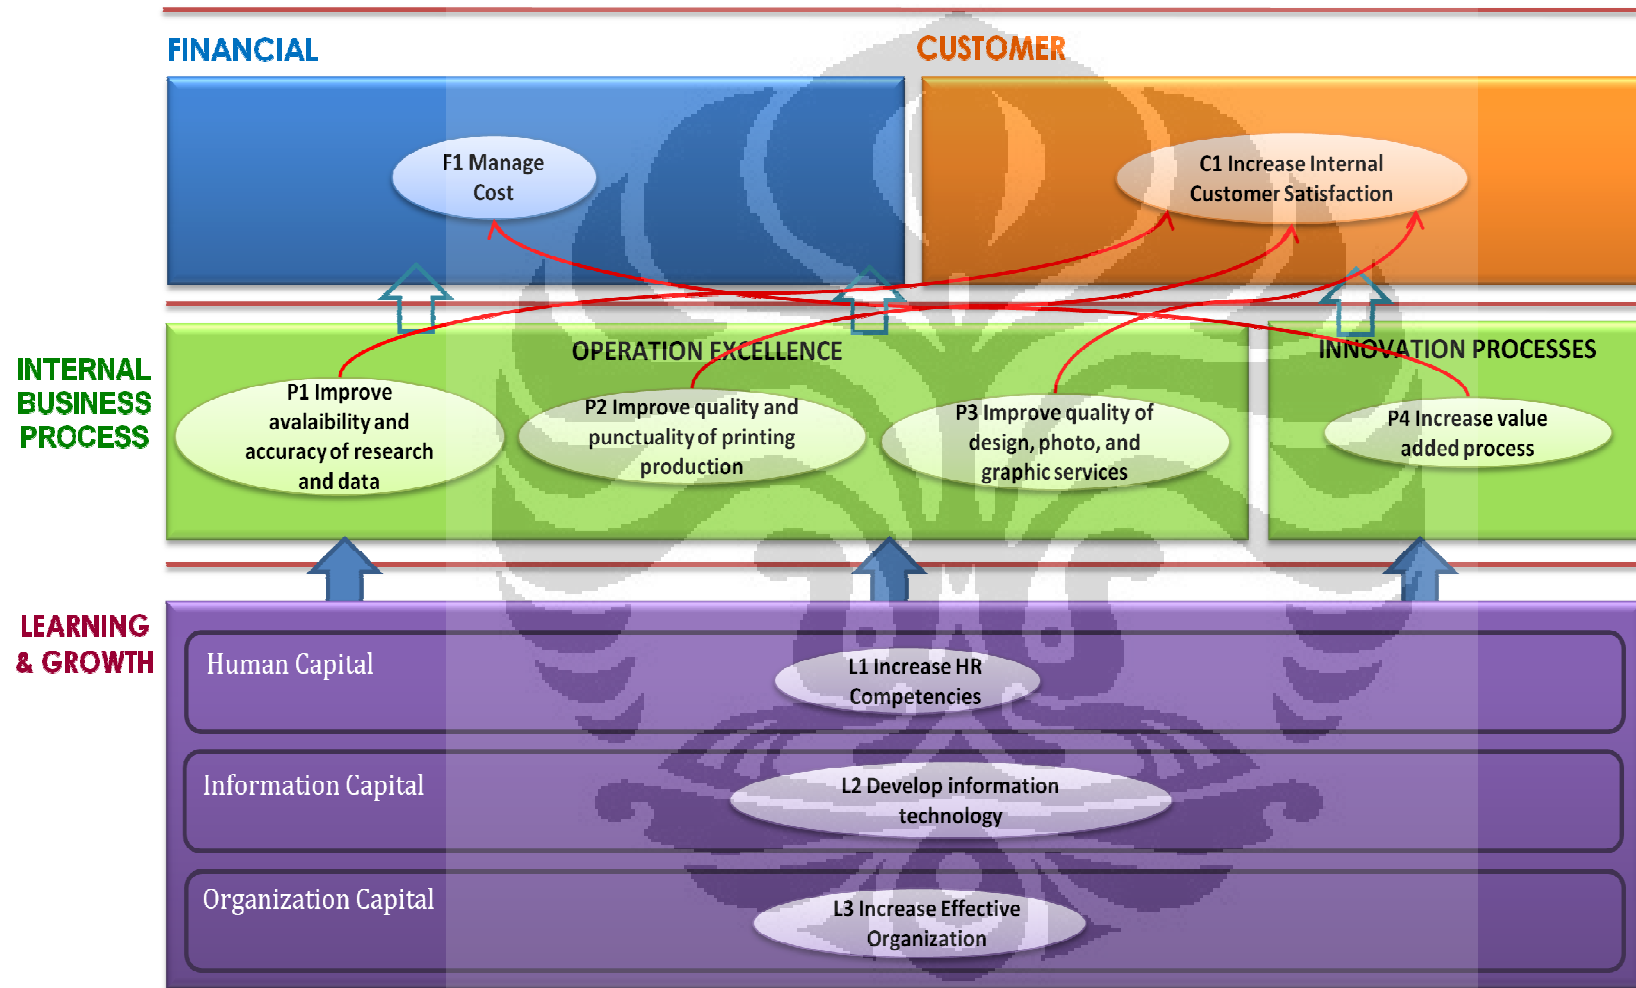 FINANCIAL
CUSTOMER
F1 Manage
Cost
C1 Increase Internal
Customer Satisfaction
INTERNAL
BUSINESS
PROCESS
OPERATION EXCELLENCE
INNOVATION PROCESSES
P1 Improve
avalaibility and
accuracy of research
and data
P2 Improve quality and
punctuality of printing
production
P3 Improve quality of
design, photo, and
graphic services
P4 Increase value
added process
LEARNING
& GROWTH
Human Capital
L1 Increase HR
Competencies
Information Capital
L2 Develop information
technology
Organization Capital
L3 Increase Effective
Organization